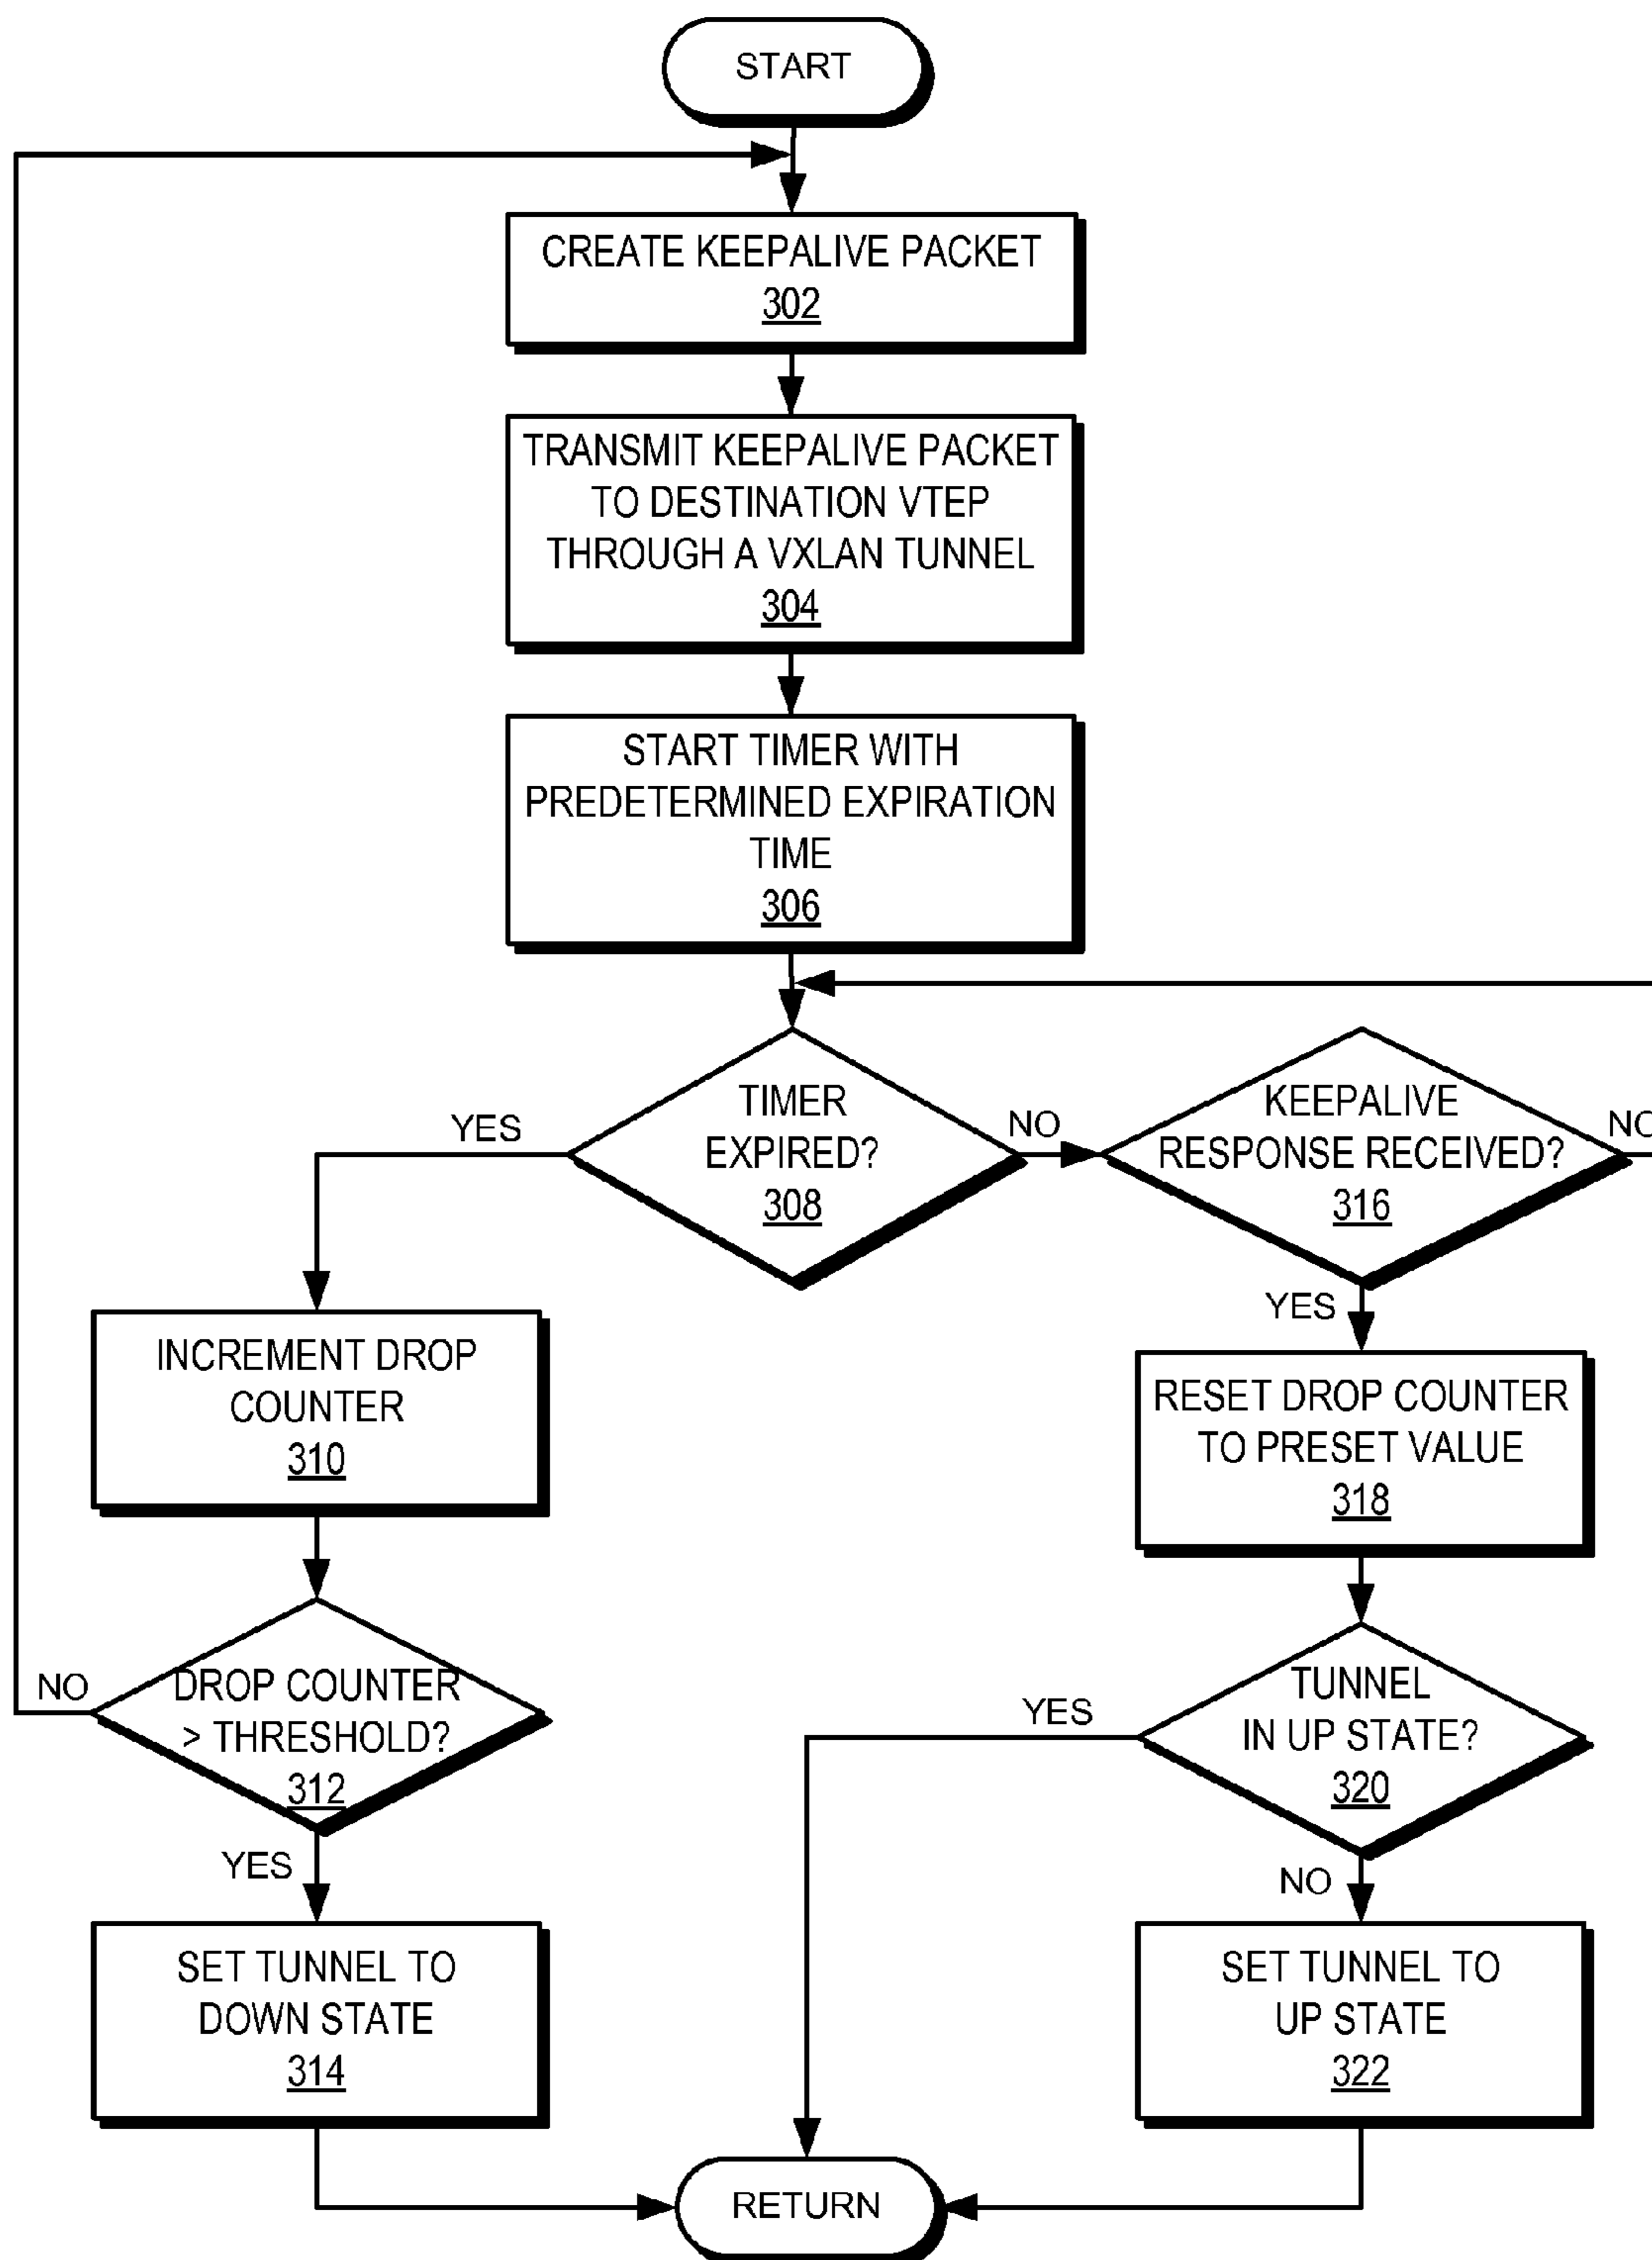 START
CREATE KEEPALIVE PACKET
302
TRANSMIT KEEPALIVE PACKET
TO DESTINATION VTEP
THROUGH A VXLAN TUNNEL
304
START TIMER WITH
PREDETERMINED EXPIRATION
TIME
306
TIMER
EXPIRED?
308
YES
NO
KEEPALIVE
RESPONSE RECEIVED?
316
NO
YES
INCREMENT DROP
COUNTER
310
RESET DROP COUNTER
TO PRESET VALUE
318
DROP COUNTER
> THRESHOLD?
312
NO
YES
TUNNEL
IN UP STATE?
320
YES
NO
SET TUNNEL TO
DOWN STATE
314
SET TUNNEL TO
UP STATE
322
RETURN